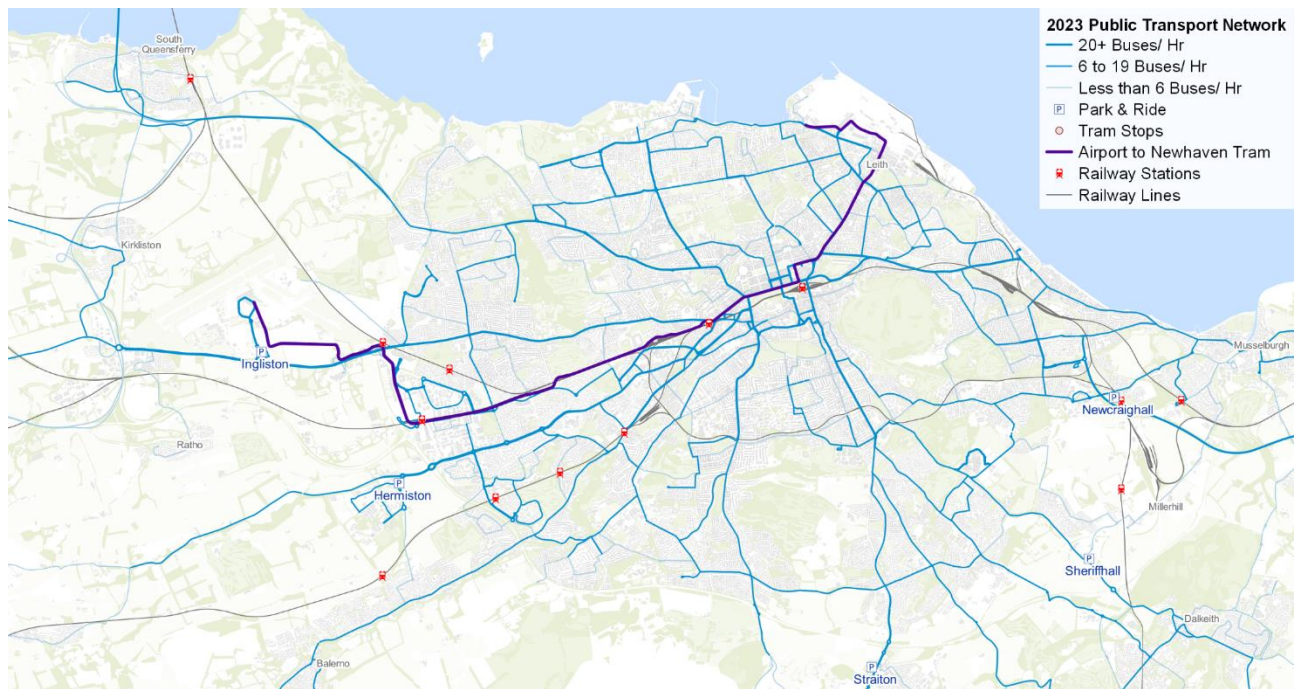 2023 Public Transport Network
20+ Buses/ Hr
6 to 19 Buses/ Hr
Less than 6 Buses/ Hr
P
Park & Ride
Tram Stops
Airport to Newhaven Tram
Railway Stations
Railway Lines
South
Queensferry
Leith
Kirkliston
P
Ingliston
Musselburgh
P
Newcraighall
Ratho
P
Hermiston
Millerhill
P
Sheriffhall
Dalkeith
Balerno
P
Straiton